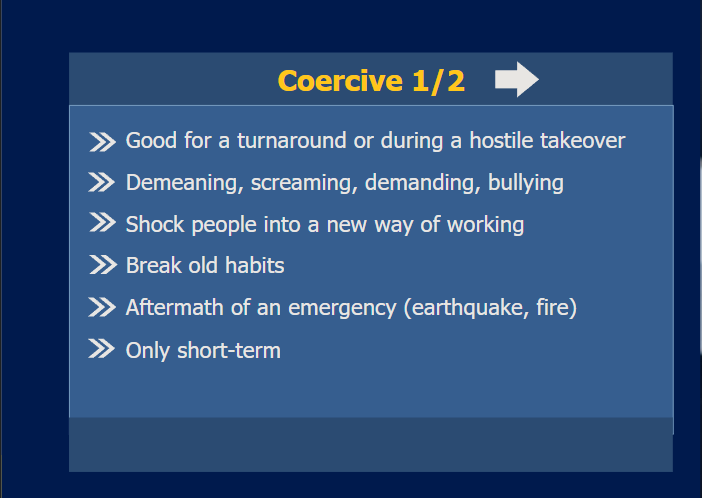 Coercive 1/2
Good for a turnaround or during a hostile takeover
Demeaning, screaming, demanding, bullying
Shock people into a new way of working
Break old habits
Aftermath of an emergency (earthquake, fire)
Only short-term